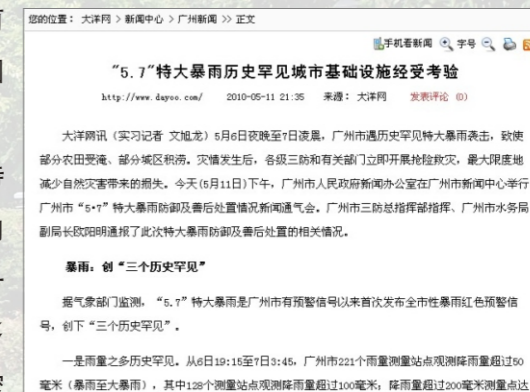 您的位置: 大洋网 > 新闻中心 > 广州新闻 >> 正文
手机看新闻 字号
“5.7”特大暴雨历史罕见城市基础设施经受考验
http://www.dayoo.com/ 2010-05-11 21:35 来源: 大洋网 发表评论 (0)
大洋网讯 (实习记者 文旭龙) 5月6日夜晚至7日凌晨,广州市遇历史罕见特大暴雨袭击,致使
部分农田受淹、部分城区积涝。灾情发生后,各级三防和有关部门立即开展抢险救灾,最大限度地
减少自然灾害带来的损失。今天(5月11日)下午,广州市人民政府新闻办公室在广州市新闻中心举行
广州市“5•7”特大暴雨防御及善后处置情况新闻通气会。广州市三防总指挥部指挥、广州市水务局
副局长欧阳明通报了此次特大暴雨防御及善后处置的相关情况。
暴雨:创“三个历史罕见”
据气象部门监测,“5.7”特大暴雨是广州市有预警信号以来首次发布全市性暴雨红色预警信
号,创下“三个历史罕见”。
一是雨量之多历史罕见。从6日19:15至7日3:45,广州市221个雨量测量站点观测降雨量超过50
毫米(暴雨至大暴雨),其中128个测量站点观测降雨量超过100毫米;降雨量超过200毫米测量点达